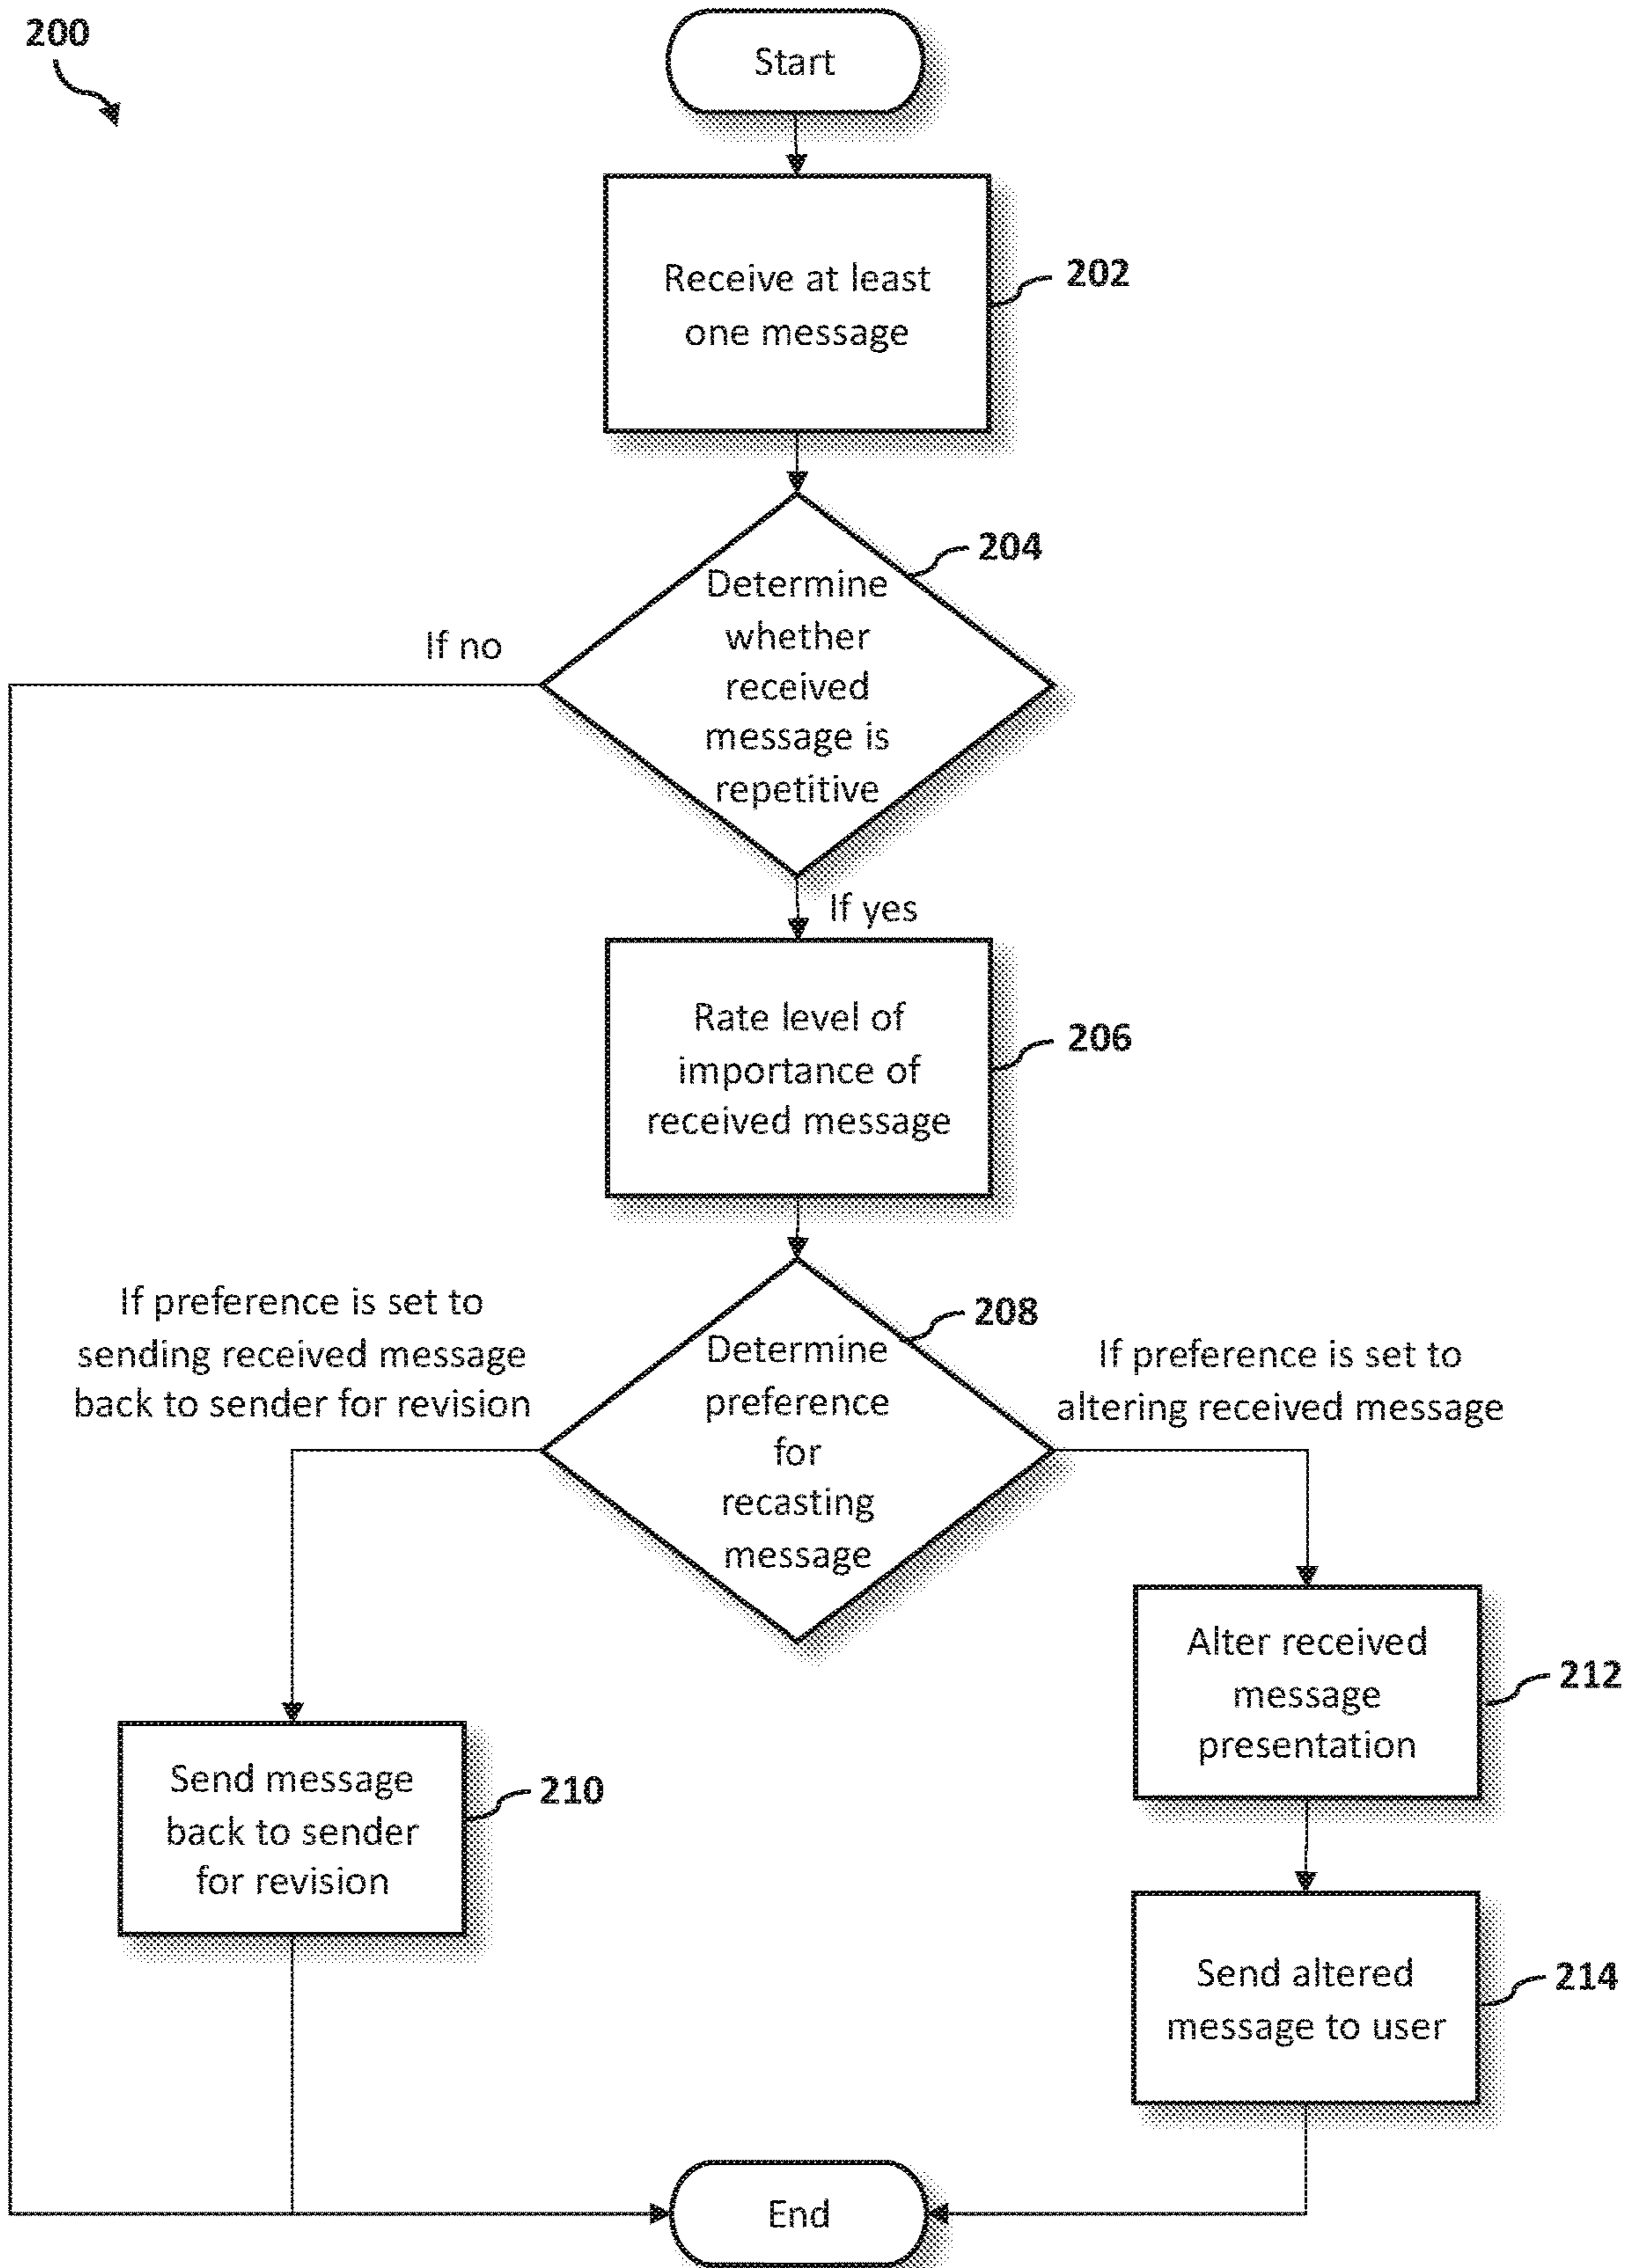 200
Start
Receive at least
one message
202
204
Determine
whether
received
message is
repetitive
If no
If yes
Rate level of
importance of
received message
206
If preference is set to
sending received message
back to sender for revision
208
Determine
preference
for
recasting
message
If preference is set to
altering received message
Alter received
message
presentation
212
Send message
back to sender
for revision
210
Send altered
message to user
214
End